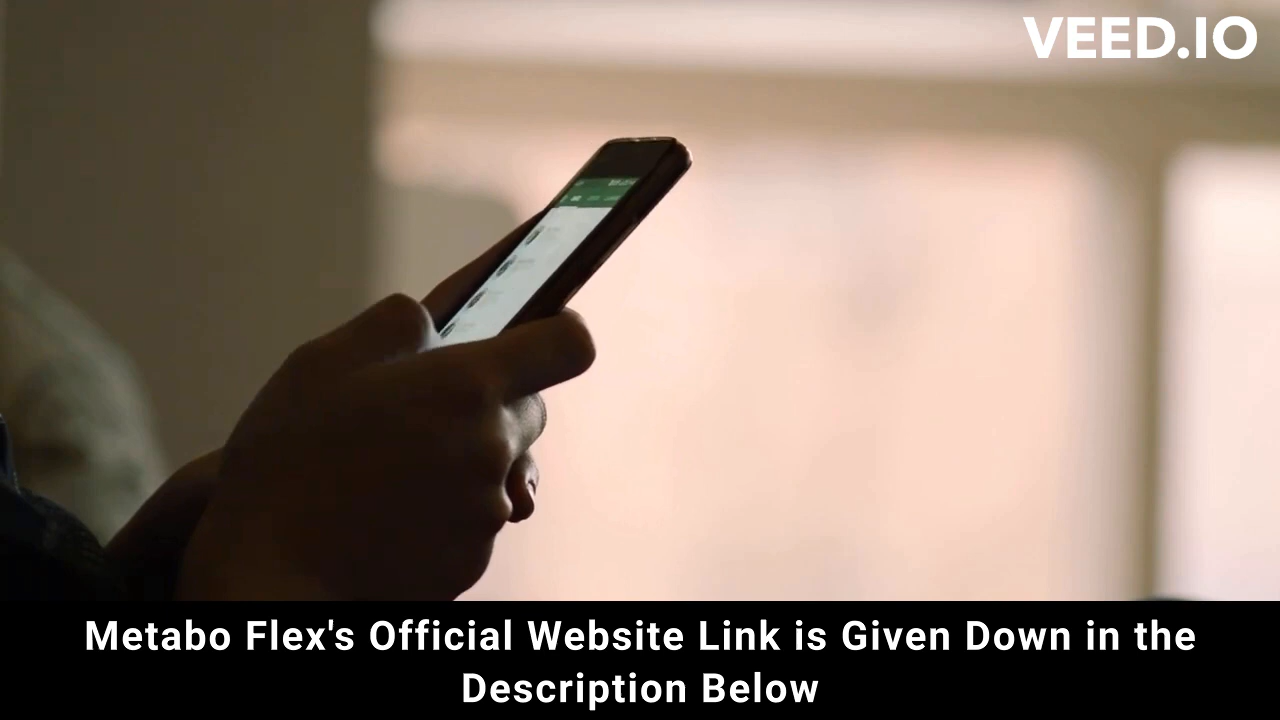 VEED.IO
Metabo Flex's Official Website Link is Given Down in the
Description Below